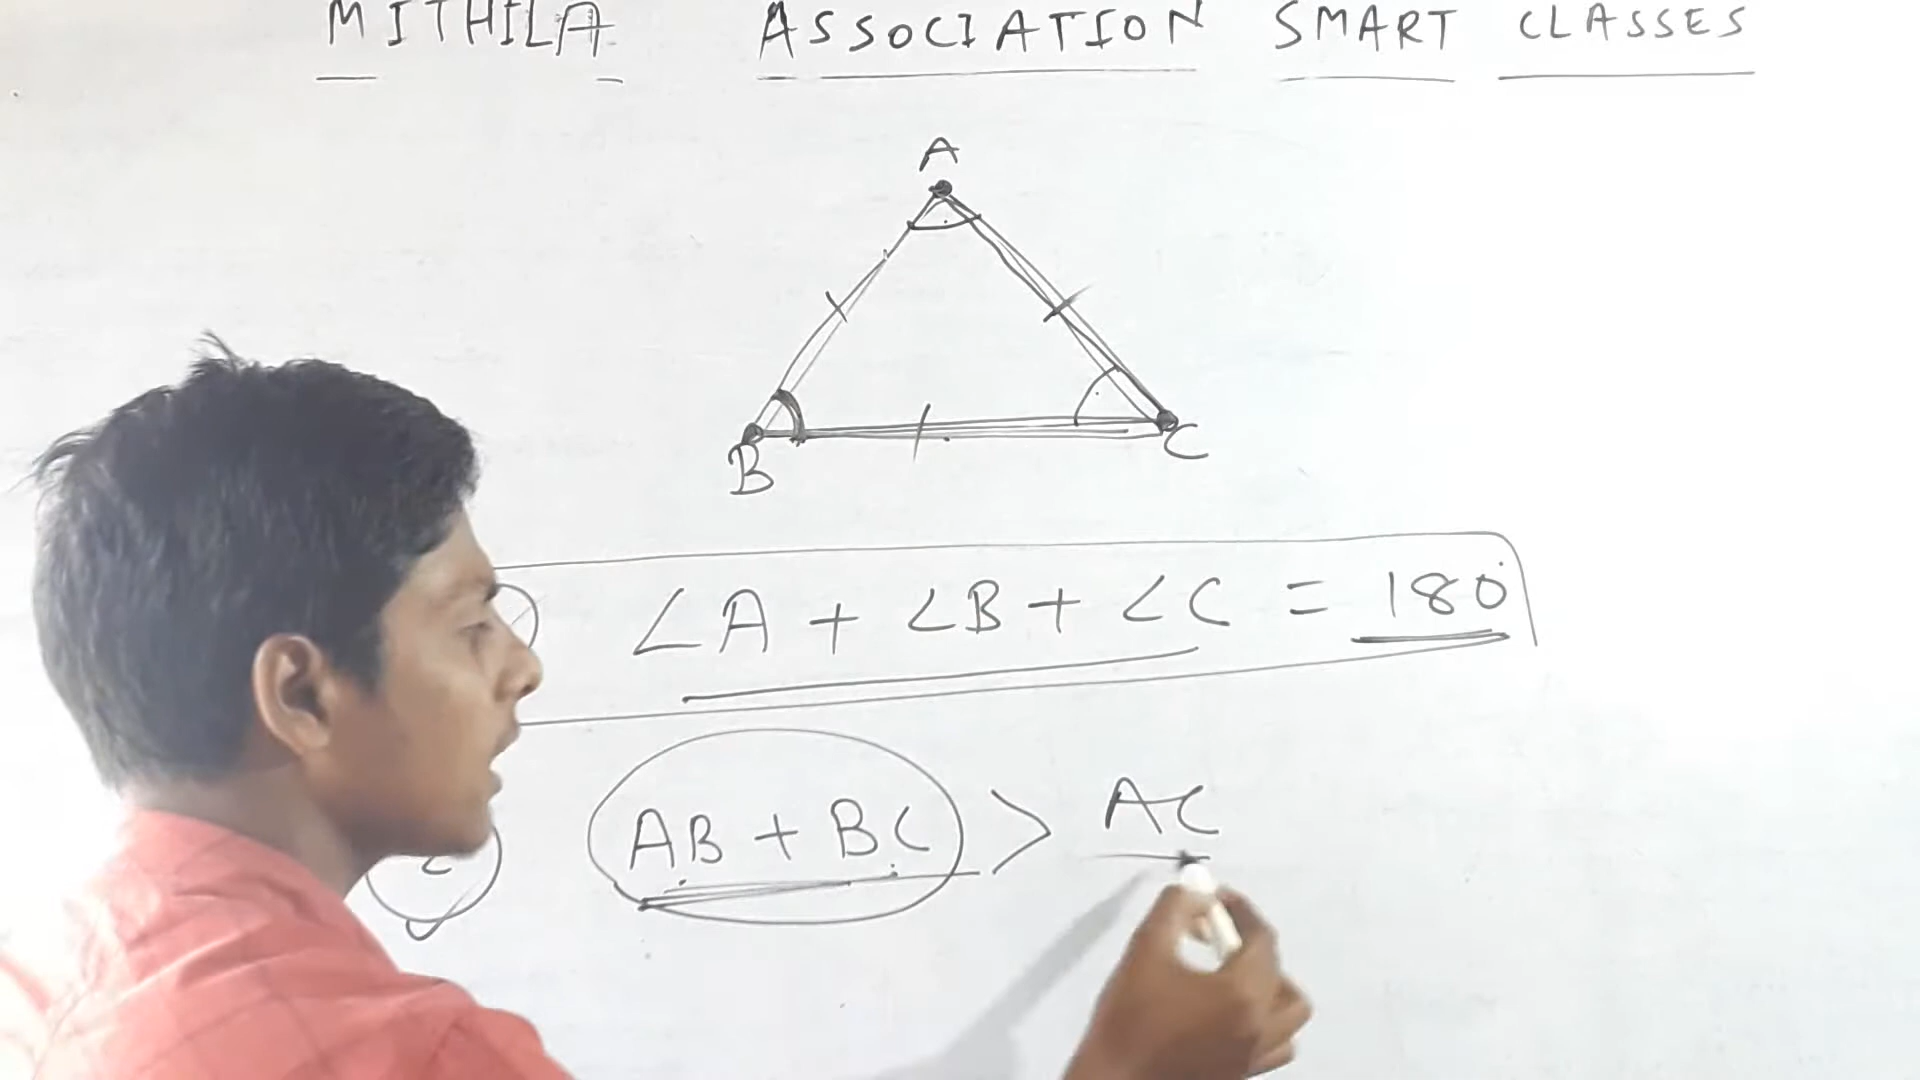 MITHILA ASSOCIATION SMART CLASSES
A
B
C
∠A + ∠B + ∠C = 180°
AB + BC > AC